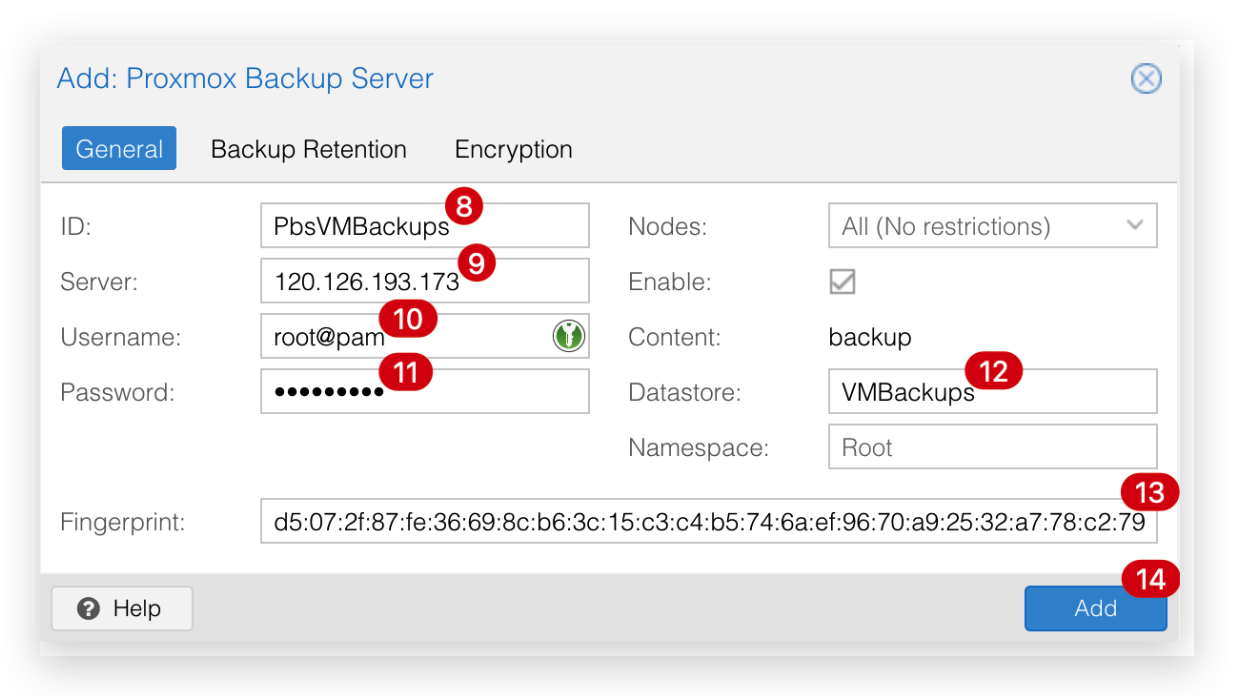 Add: Proxmox Backup Server
General Backup Retention Encryption
ID: PbsVMBackups 8 Nodes: All (No restrictions)
Server: 120.126.193.173 9 Enable:
Username: root@pam 10 Content: backup
Password: ●●●●●●●●● 11 Datastore: VMBackups 12
Namespace: Root
Fingerprint: d5:07:2f:87:fe:36:69:8c:b6:3c:15:c3:c4:b5:74:6a:ef:96:70:a9:25:32:a7:78:c2:79 13
Help Add 14